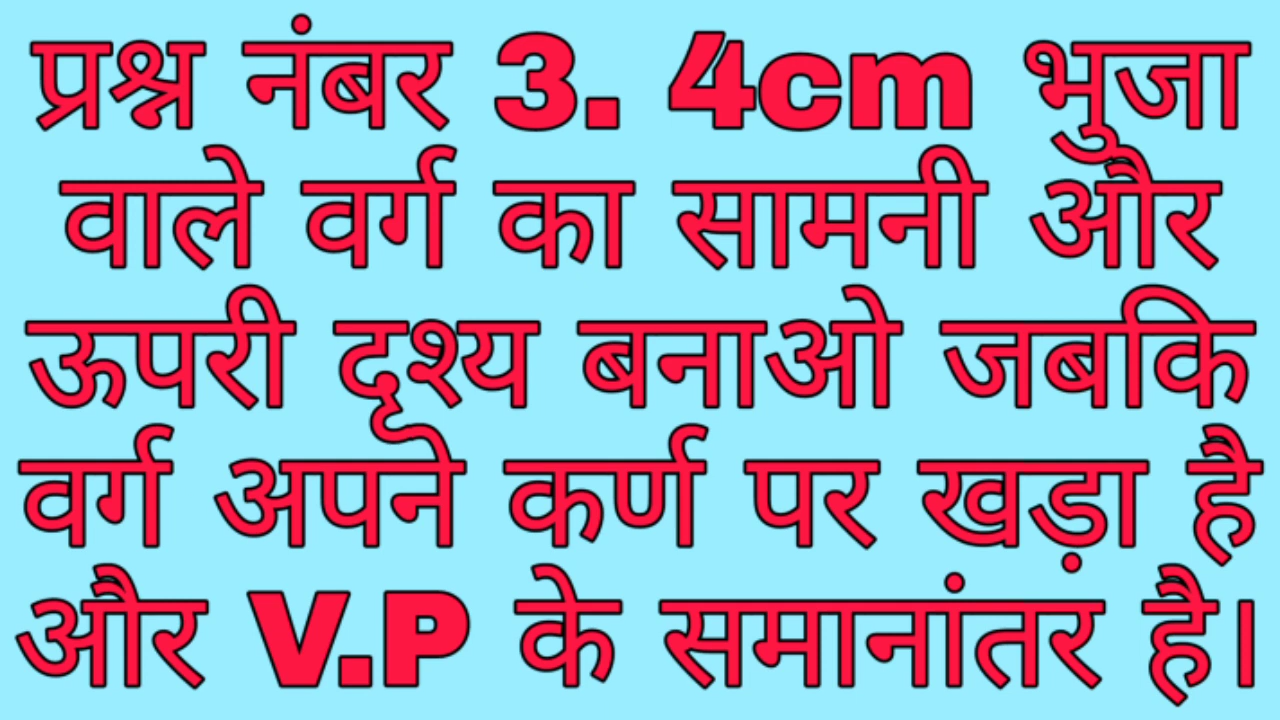 प्रश्न नंबर 3. 4cm भुजा
वाले वर्ग का सामनी और
ऊपरी दृश्य बनाओ जबकि
वर्ग अपने कर्ण पर खड़ा है
और V.P के समानांतर है।